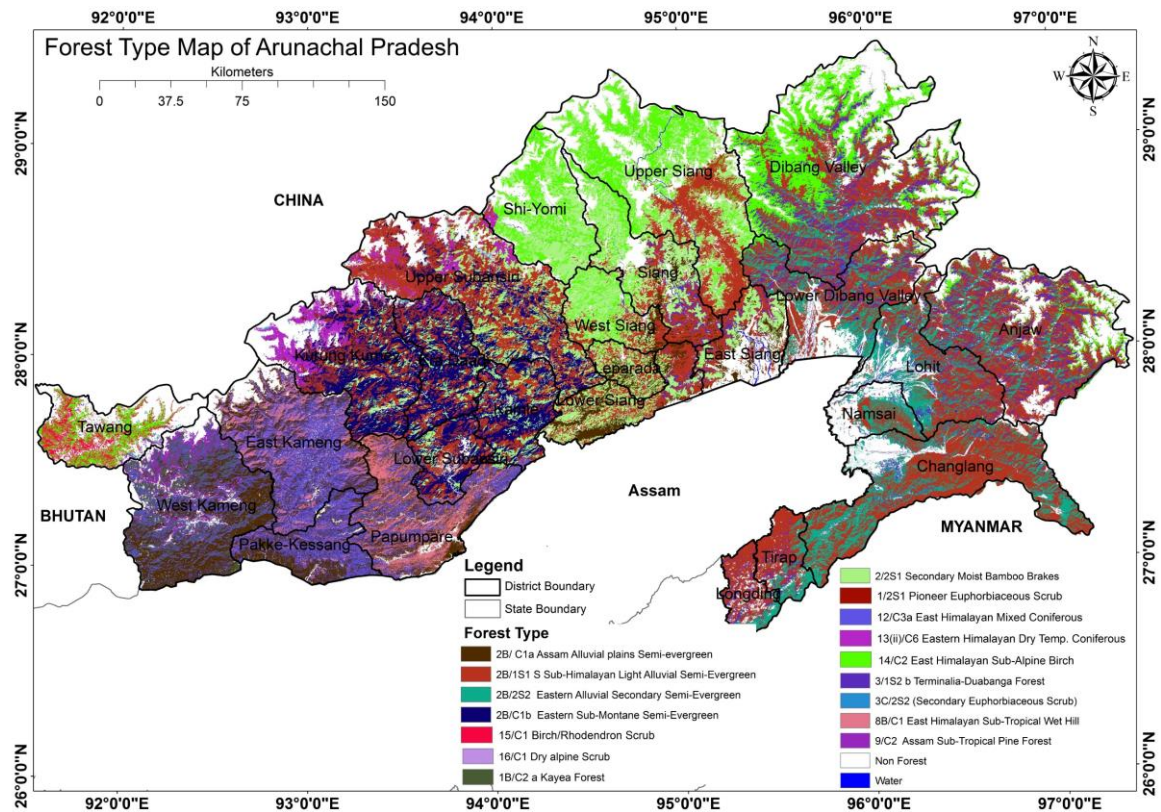 92°0'0"E 93°0'0"E 94°0'0"E 95°0'0"E 96°0'0"E 97°0'0"E
Forest Type Map of Arunachal Pradesh
Kilometers
0 37.5 75 150
N
W E
S
29°0'0"N 29°0'0"N
28°0'0"N 28°0'0"N
27°0'0"N 27°0'0"N
26°0'0"N 26°0'0"N
CHINA
Upper Siang
Dibang Valley
Shi-Yomi
Upper Subansiri
Siang
Lower Dibang Valley
West Siang
Anjaw
Kurung Kumey
East Siang
Lohit
eparada
Kamle
Lower Siang
Namsai
Tawang
East Kameng
Lower Subansiri
Changlang
West Kameng
Assam
BHUTAN
MYANMAR
Papumpare
Pakke-Kessang
Tirap
Longding
Legend
District Boundary
State Boundary
Forest Type
2B/ C1a Assam Alluvial plains Semi-evergreen
2B/1S1 S Sub-Himalayan Light Alluvial Semi-Evergreen
2B/2S2 Eastern Alluvial Secondary Semi-Evergreen
2B/C1b Eastern Sub-Montane Semi-Evergreen
15/C1 Birch/Rhodendron Scrub
16/C1 Dry alpine Scrub
1B/C2 a Kayea Forest
2/2S1 Secondary Moist Bamboo Brakes
1/2S1 Pioneer Euphorbiaceous Scrub
12/C3a East Himalayan Mixed Coniferous
13(ii)/C6 Eastern Himalayan Dry Temp. Coniferous
14/C2 East Himalayan Sub-Alpine Birch
3/1S2 b Terminalia-Duabanga Forest
3C/2S2 (Secondary Euphorbiaceous Scrub)
8B/C1 East Himalayan Sub-Tropical Wet Hill
9/C2 Assam Sub-Tropical Pine Forest
Non Forest
Water
92°0'0"E 93°0'0"E 94°0'0"E 95°0'0"E 96°0'0"E 97°0'0"E